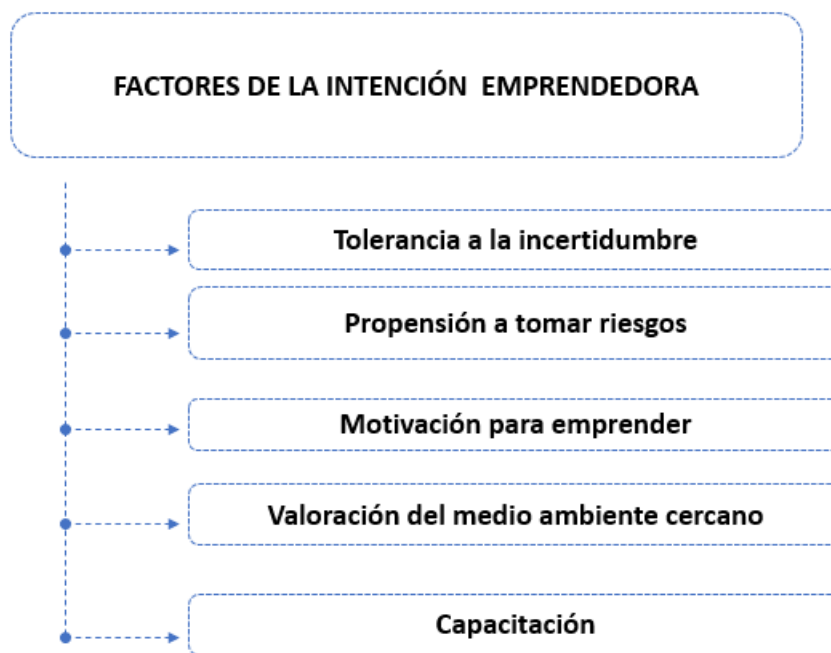 FACTORES DE LA INTENCIÓN  EMPRENDEDORA
Tolerancia a la incertidumbre
Propensión a tomar riesgos
Motivación para emprender
Valoración del medio ambiente cercano
Capacitación